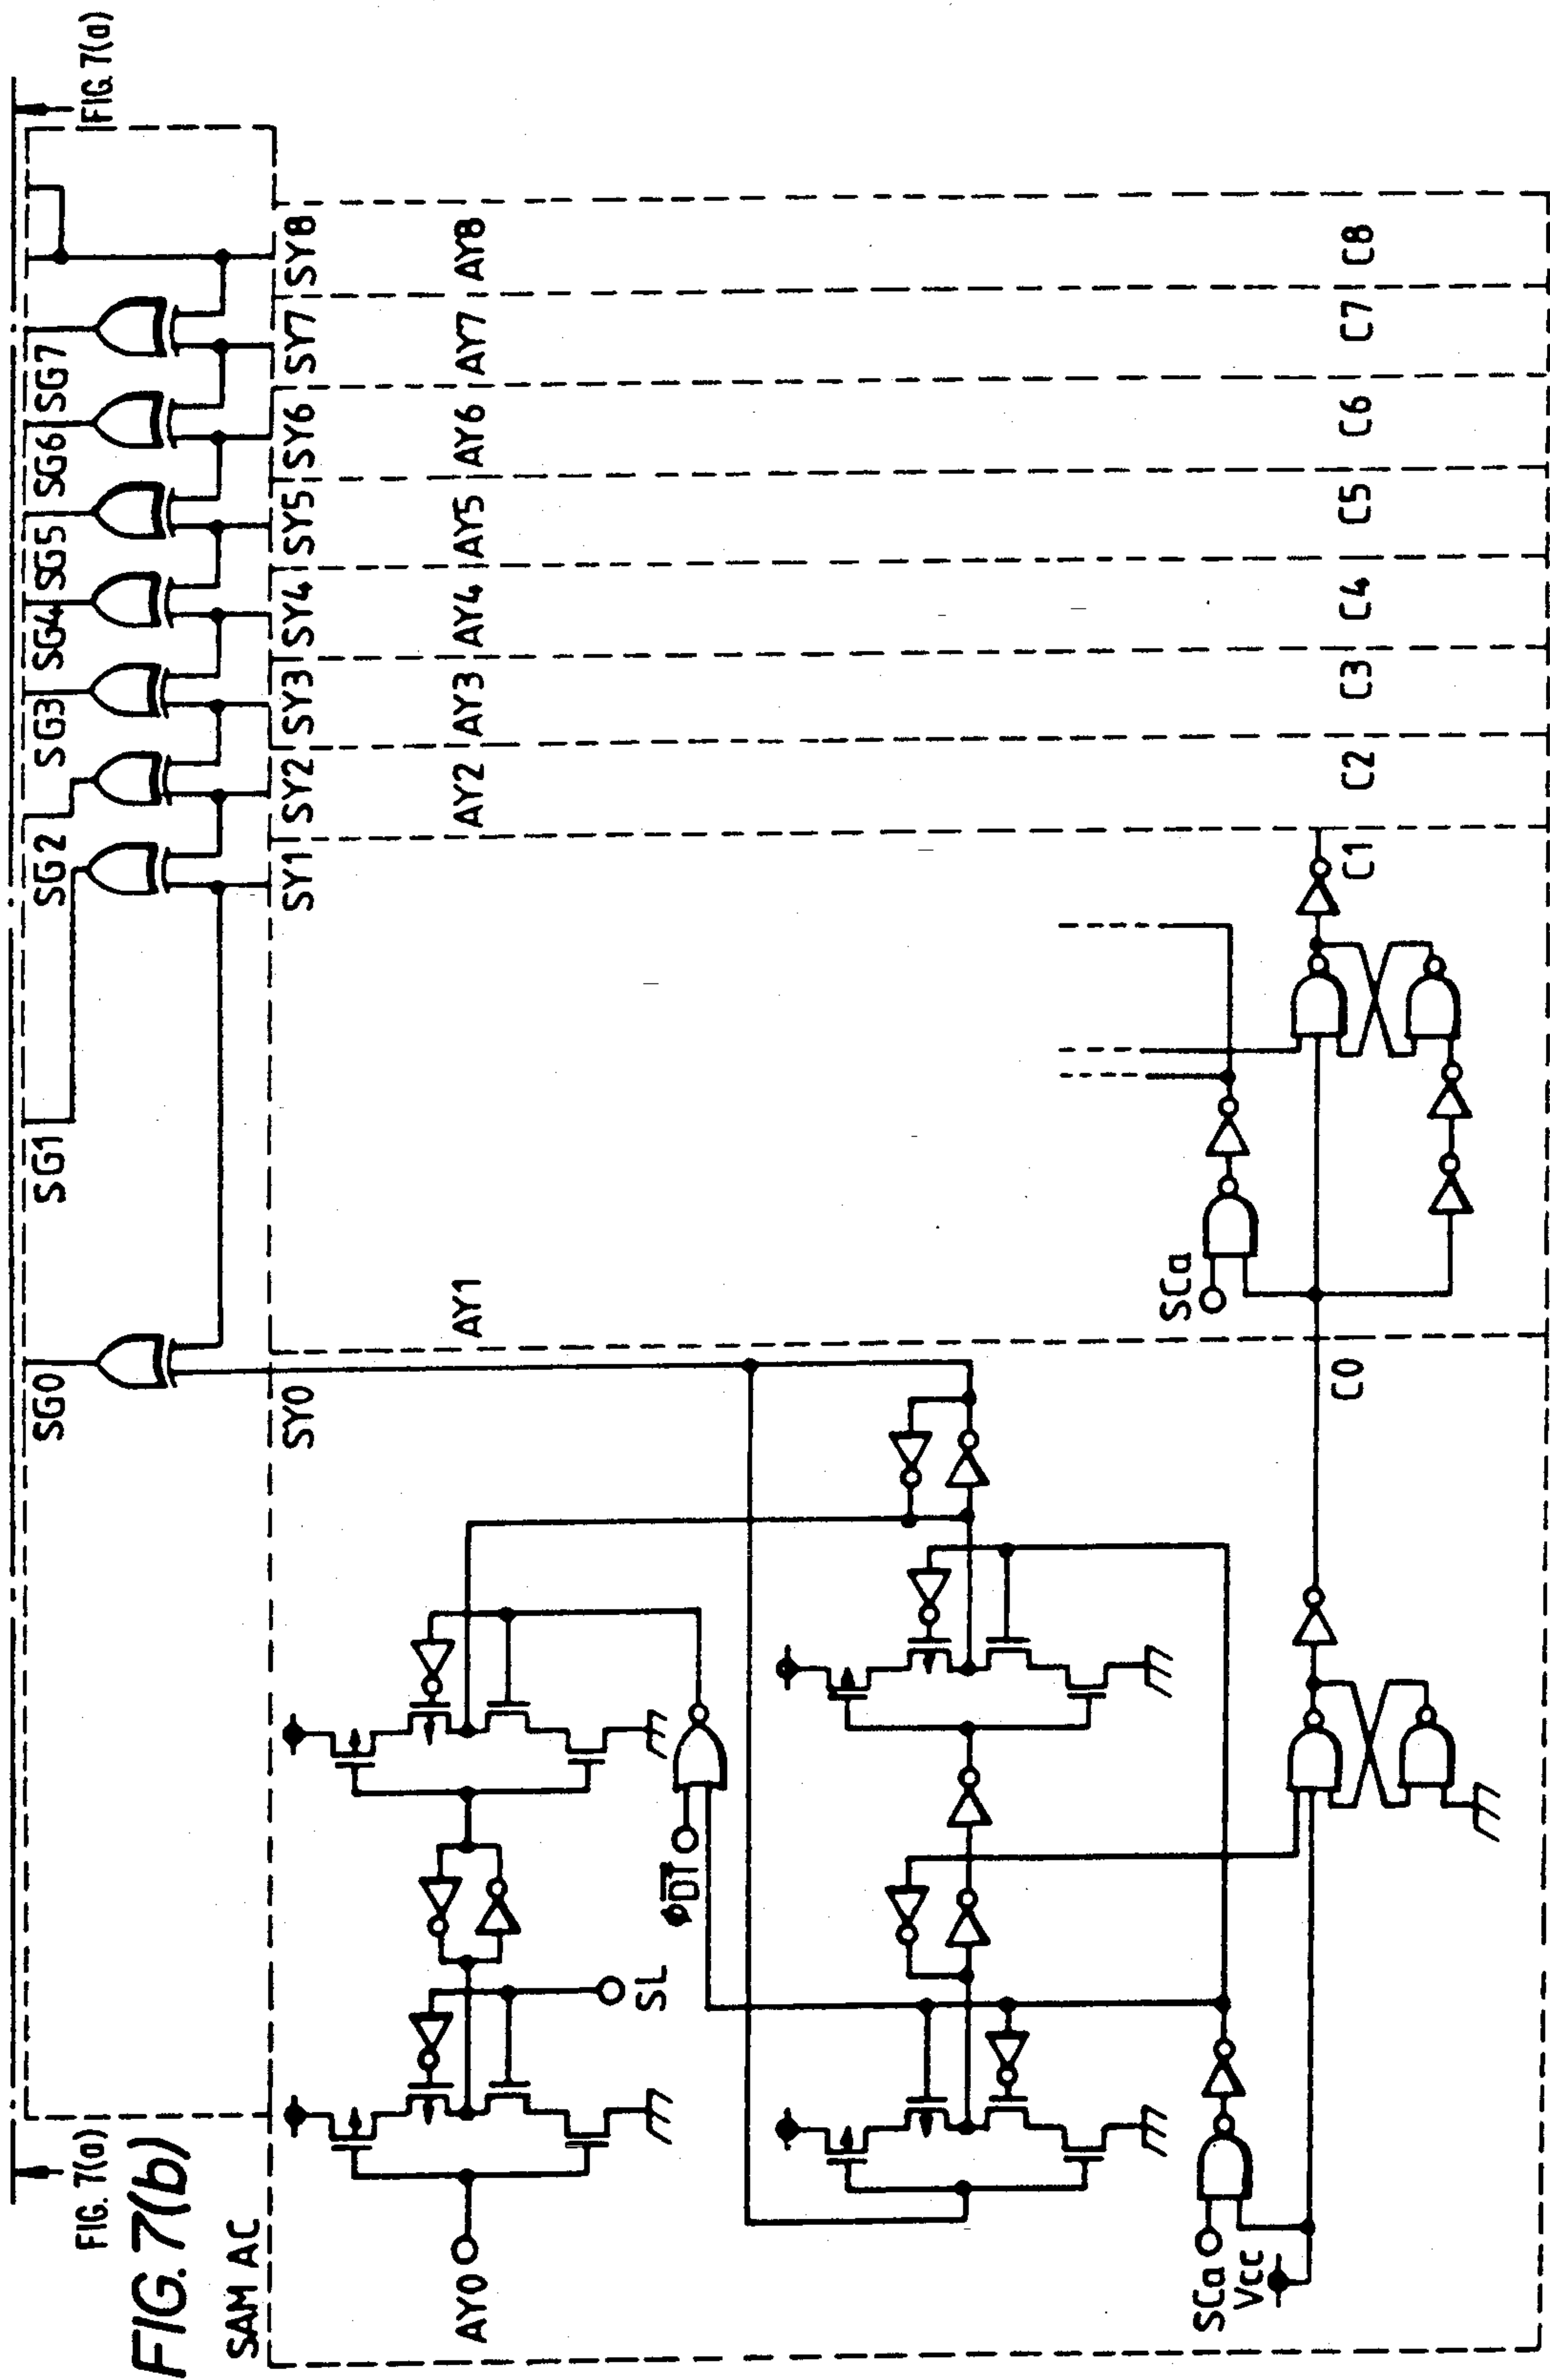 FIG. 7(a)
FIG. 7(a)
FIG. 7(b)
SAM AC
SG0
SG1
SG2
SG3
SG4
SG5
SG6
SG7
SY0
SY1
SY2
SY3
SY4
SY5
SY6
SY7
SY8
AY0
AY1
AY2
AY3
AY4
AY5
AY6
AY7
AY8
SL
φDT
SCa
Vcc
SCa
C0
C1
C2
C3
C4
C5
C6
C7
C8